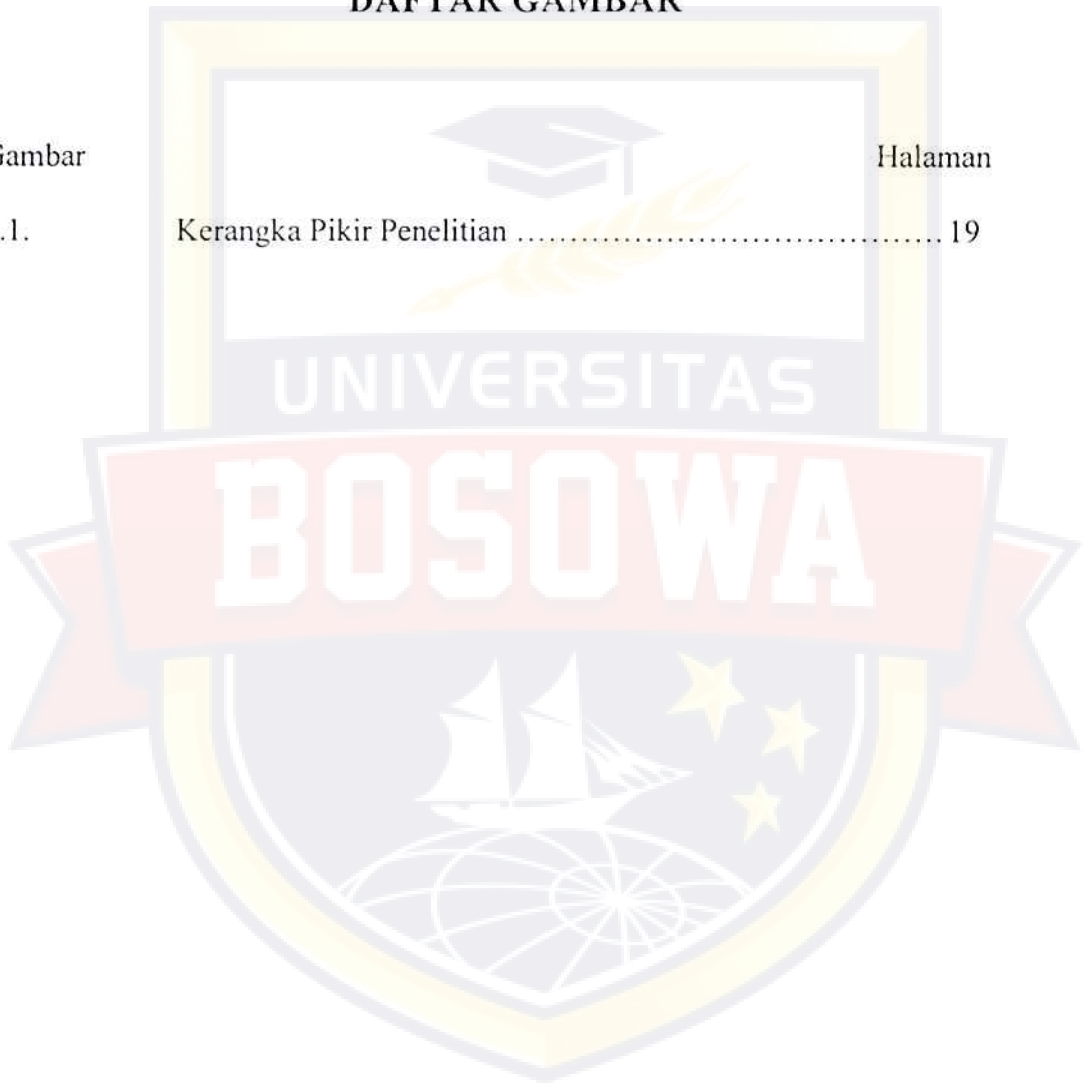 DAFTAR GAMBAR
Gambar Halaman
.1. Kerangka Pikir Penelitian ........................................ 19
UNIVERSITAS
BOSOWA